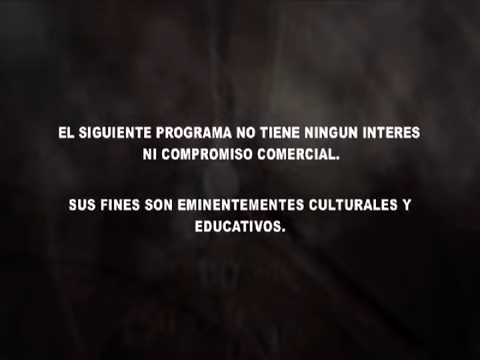 EL SIGUIENTE PROGRAMA NO TIENE NINGUN INTERES
NI COMPROMISO COMERCIAL.
SUS FINES SON EMINENTEMENTES CULTURALES Y
EDUCATIVOS.